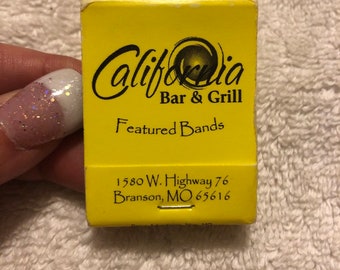 California
Bar & Grill
Featured Bands
1580 W. Highway 76
Branson, MO 65616